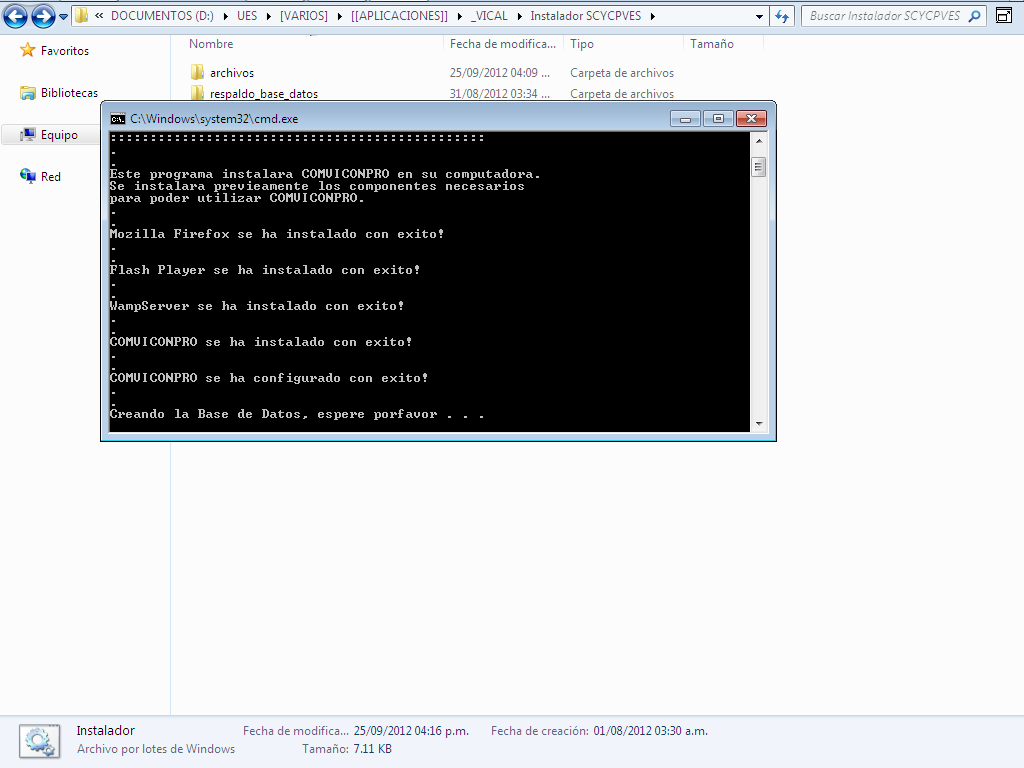 « DOCUMENTOS (D:) ▸ UES ▸ [VARIOS] ▸ [[APLICACIONES]] ▸ _VICAL ▸ Instalador SCYCPVES ▸
Buscar Instalador SCYCPVES
Nombre Fecha de modifica... Tipo Tamaño
Favoritos
Bibliotecas
Equipo
Red
archivos 25/09/2012 04:09 ... Carpeta de archivos
respaldo_base_datos 31/08/2012 03:34 ... Carpeta de archivos
C:\Windows\system32\cmd.exe
:::::::::::::::::::::::::::::::::::::::::::::::
.
.
Este programa instalara COMVICONPRO en su computadora.
Se instalara previeamente los componentes necesarios
para poder utilizar COMVICONPRO.
.
.
Mozilla Firefox se ha instalado con exito!
.
.
Flash Player se ha instalado con exito!
.
.
WampServer se ha instalado con exito!
.
.
COMVICONPRO se ha instalado con exito!
.
.
COMVICONPRO se ha configurado con exito!
.
.
Creando la Base de Datos, espere porfavor . . .
Instalador Fecha de modifica... 25/09/2012 04:16 p.m. Fecha de creación: 01/08/2012 03:30 a.m.
Archivo por lotes de Windows Tamaño: 7.11 KB